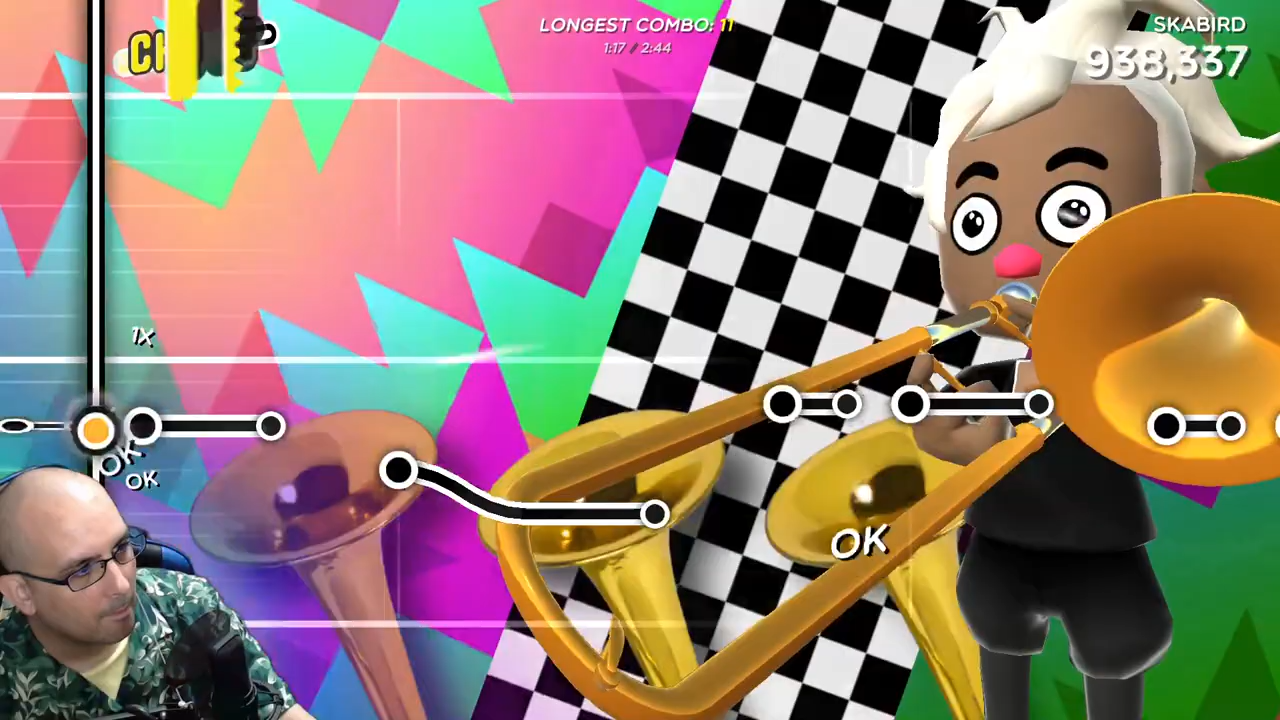 LONGEST COMBO: 11
1:17 / 2:44
SKABIRD
938,337
1X
OK
OK
OK